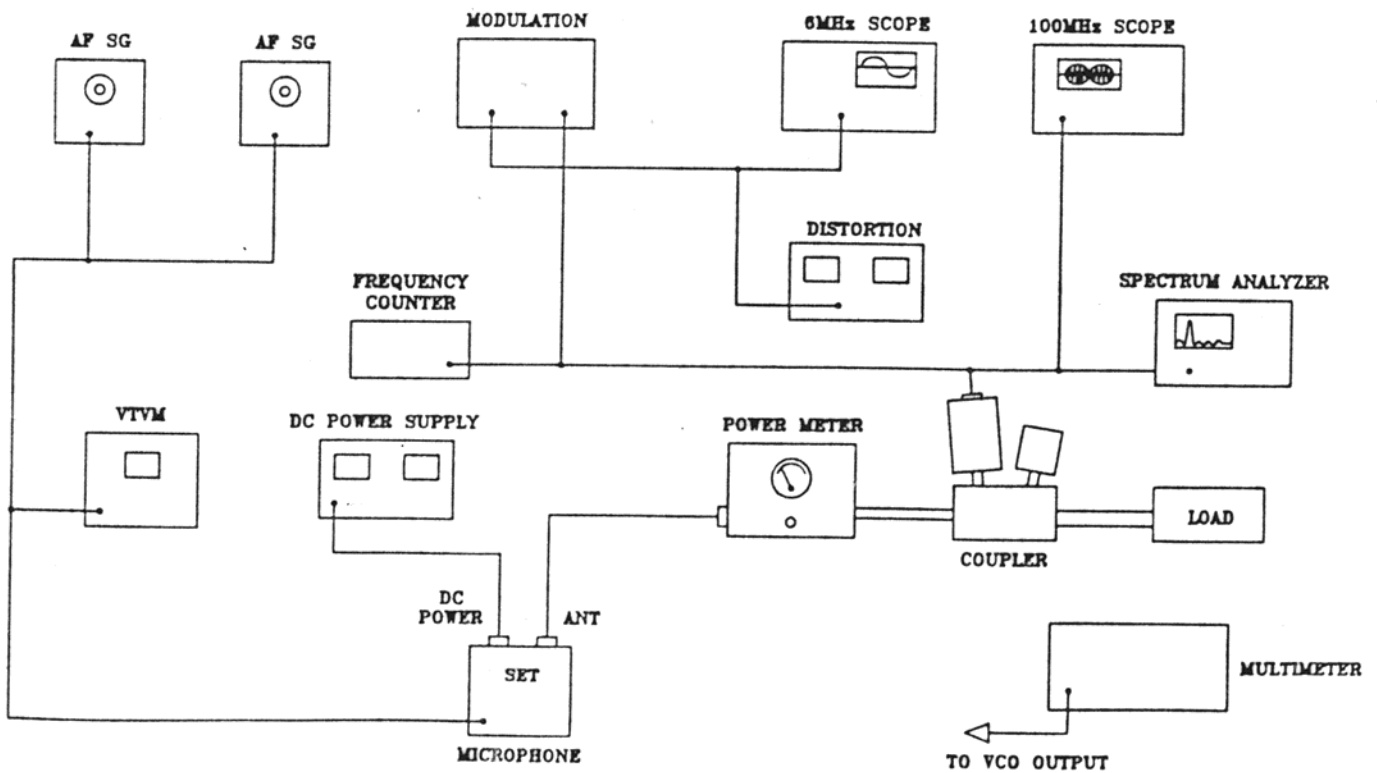 MODULATION
6MHz SCOPE
100MHz SCOPE
AF SG
AF SG
DISTORTION
FREQUENCY
COUNTER
SPECTRUM ANALYZER
VTVM
DC POWER SUPPLY
POWER METER
LOAD
COUPLER
DC
POWER
ANT
SET
MICROPHONE
MULTIMETER
TO VCO OUTPUT